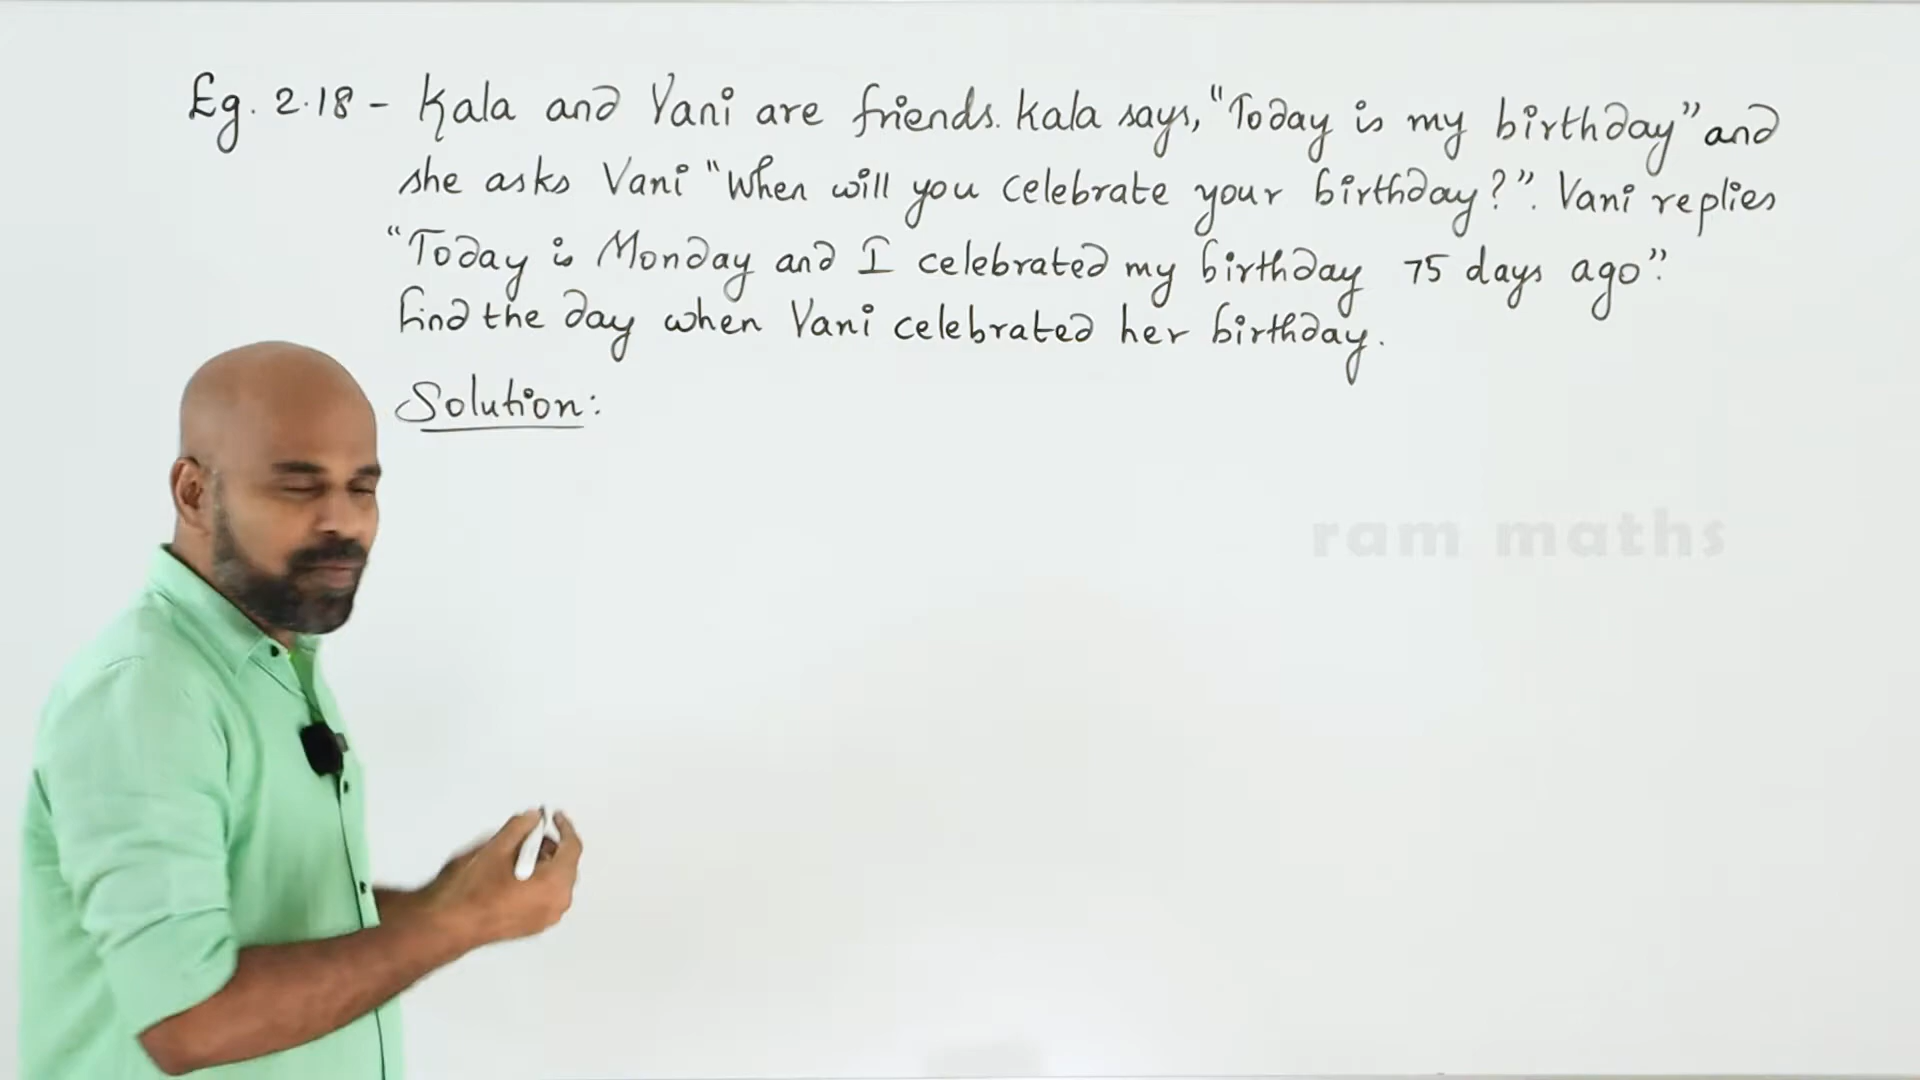 Eg. 2.18 - Kala and Vani are friends. Kala says, "Today is my birthday" and
she asks Vani "When will you celebrate your birthday?". Vani replies
"Today is Monday and I celebrated my birthday 75 days ago".
Find the day when Vani celebrated her birthday.
Solution:
ram maths